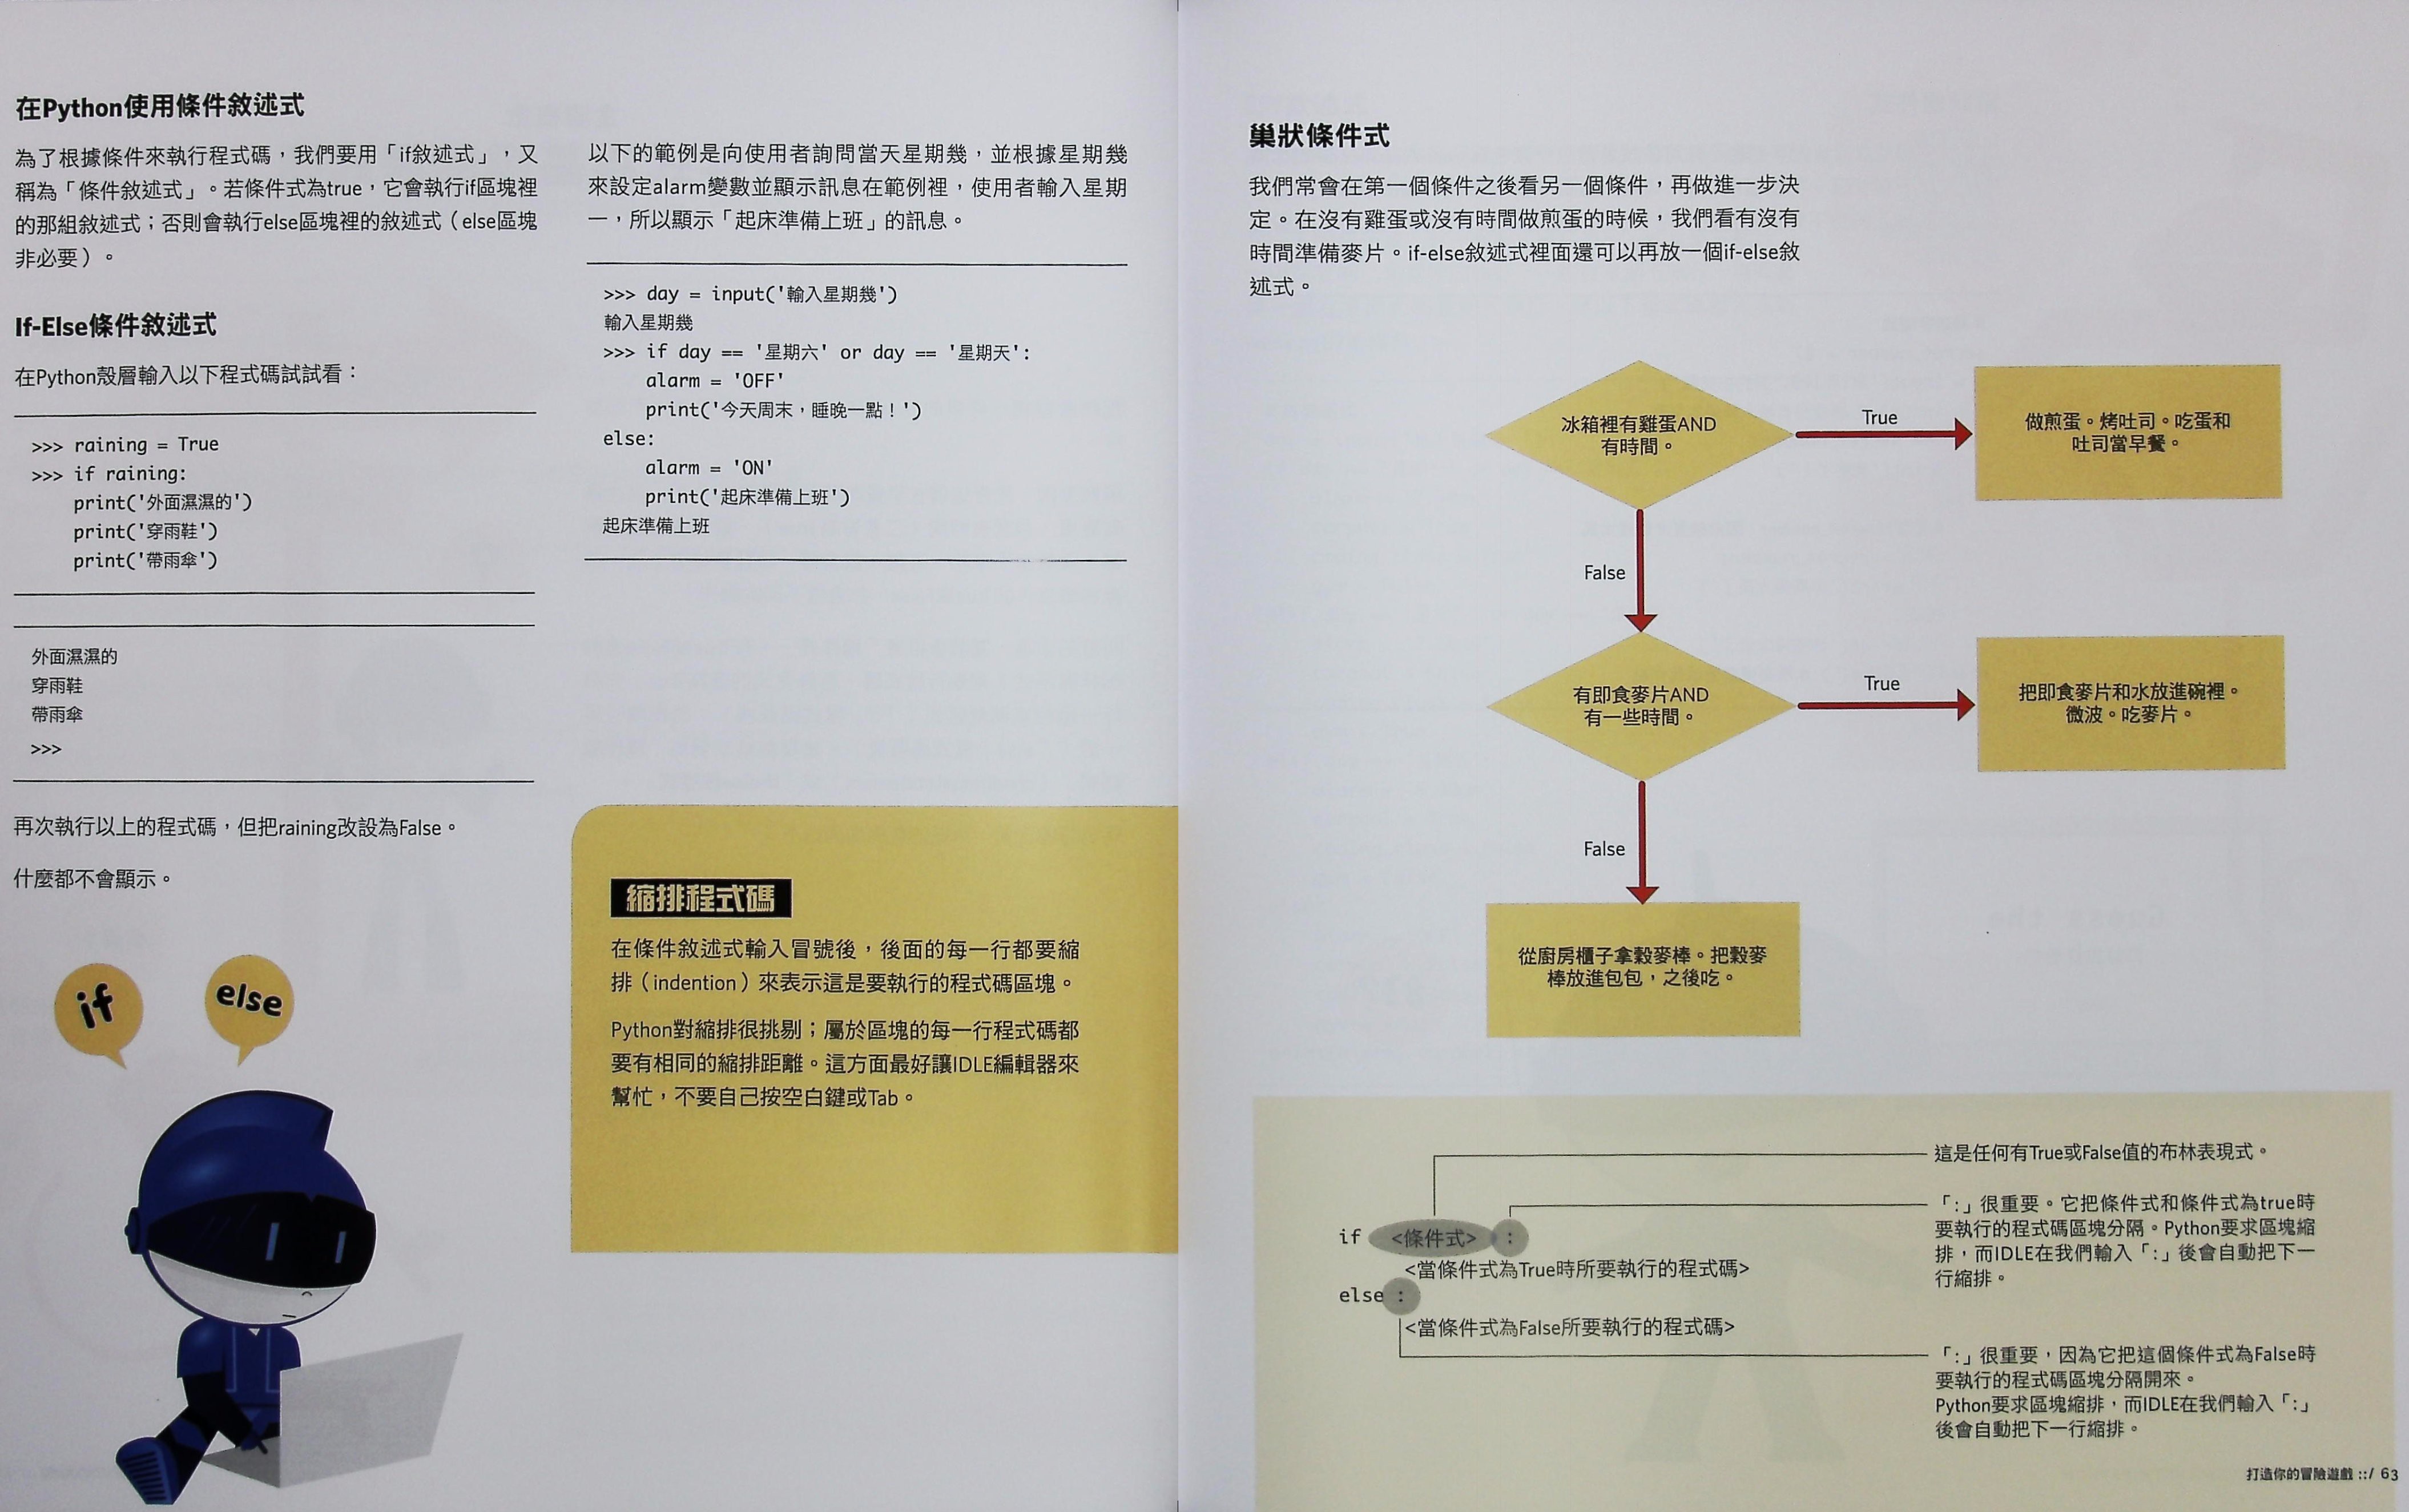 在Python使用條件敘述式
為了根據條件來執行程式碼，我們要用「if敘述式」，又
稱為「條件敘述式」。若條件式為true，它會執行if區塊裡
的那組敘述式；否則會執行else區塊裡的敘述式（else區塊
非必要）。
If-Else條件敘述式
在Python殼層輸入以下程式碼試試看：
>>> raining = True
>>> if raining:
    print('外面濕濕的')
    print('穿雨鞋')
    print('帶雨傘')
外面濕濕的
穿雨鞋
帶雨傘
>>>
再次執行以上的程式碼，但把raining改設為False。
什麼都不會顯示。
if
else
以下的範例是向使用者詢問當天星期幾，並根據星期幾
來設定alarm變數並顯示訊息在範例裡，使用者輸入星期
一，所以顯示「起床準備上班」的訊息。
>>> day = input('輸入星期幾')
輸入星期幾
>>> if day == '星期六' or day == '星期天':
    alarm = 'OFF'
    print('今天周末，睡晚一點！')
else:
    alarm = 'ON'
    print('起床準備上班')
起床準備上班
縮排程式碼
在條件敘述式輸入冒號後，後面的每一行都要縮
排（indention）來表示這是要執行的程式碼區塊。
Python對縮排很挑剔；屬於區塊的每一行程式碼都
要有相同的縮排距離。這方面最好讓IDLE編輯器來
幫忙，不要自己按空白鍵或Tab。
巢狀條件式
我們常會在第一個條件之後看另一個條件，再做進一步決
定。在沒有雞蛋或沒有時間做煎蛋的時候，我們看有沒有
時間準備麥片。if-else敘述式裡面還可以再放一個if-else敘
述式。
冰箱裡有雞蛋AND
有時間。
True
做煎蛋。烤吐司。吃蛋和
吐司當早餐。
False
有即食麥片AND
有一些時間。
True
把即食麥片和水放進碗裡。
微波。吃麥片。
False
從廚房櫃子拿穀麥棒。把穀麥
棒放進包包，之後吃。
這是任何有True或False值的布林表現式。
「:」很重要。它把條件式和條件式為true時
要執行的程式碼區塊分隔。Python要求區塊縮
排，而IDLE在我們輸入「:」後會自動把下一
行縮排。
if <條件式> :
<當條件式為True時所要執行的程式碼>
else :
<當條件式為False所要執行的程式碼>
「:」很重要，因為它把這個條件式為False時
要執行的程式碼區塊分隔開來。
Python要求區塊縮排，而IDLE在我們輸入「:」
後會自動把下一行縮排。
打造你的冒險遊戲 ::/ 63